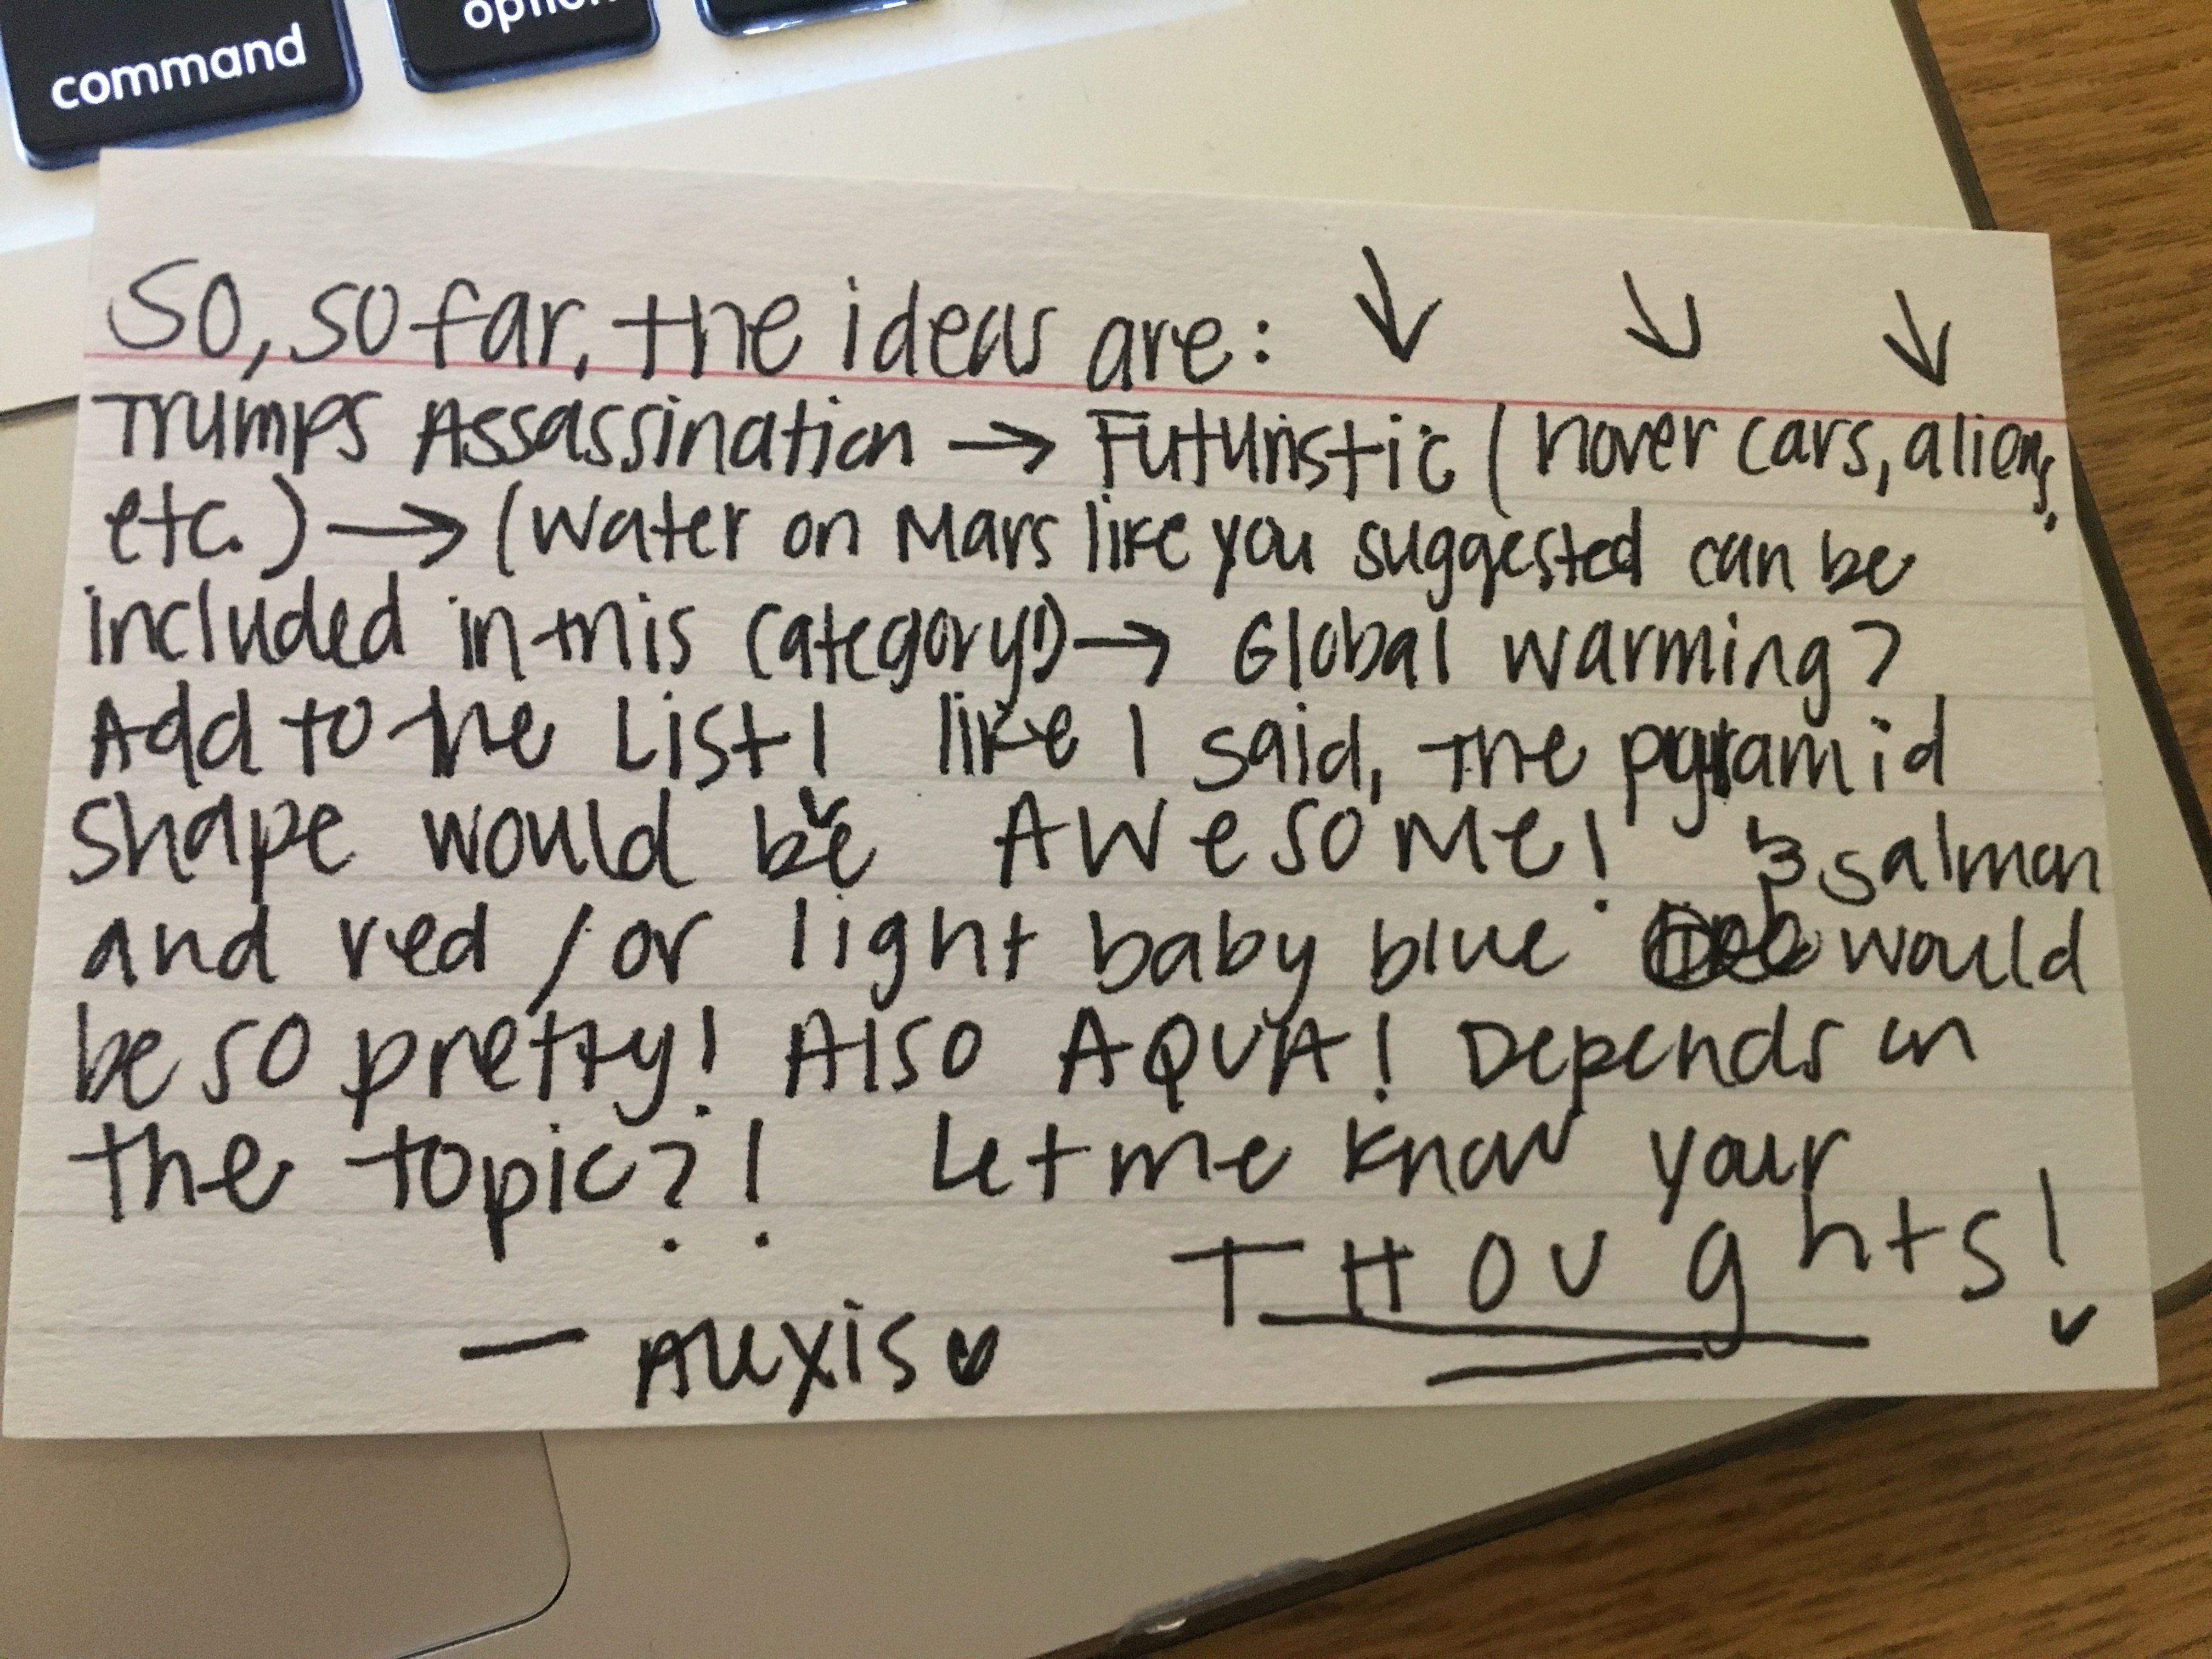 So, so far, the ideas are: ↓ ↓ ↓
Trumps Assassination → Futuristic (hover cars, aliens,
etc.) → (water on Mars like you suggested can be
included in this category!) → Global warming?
Add to the List! like I said, the pyramid
shape would be AWESOME! salmon
and red/or light baby blue would
be so pretty! Also AQUA! Depends on
the topic?! Let me know your
THOUGHTS!
- Alexis
command
option